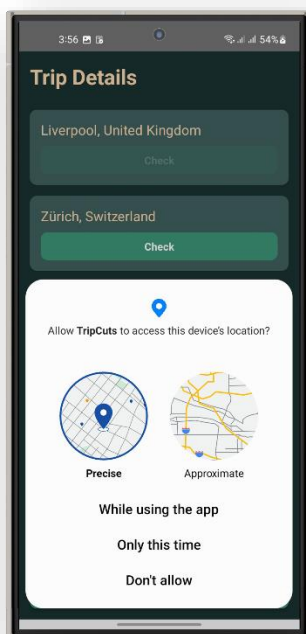 3:56 54%
Trip Details
Liverpool, United Kingdom
Check
Zürich, Switzerland
Check
Allow TripCuts to access this device's location?
Precise Approximate
While using the app
Only this time
Don't allow